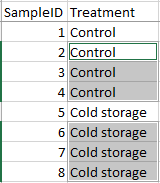 SampleID Treatment
1 Control
2 Control
3 Control
4 Control
5 Cold storage
6 Cold storage
7 Cold storage
8 Cold storage